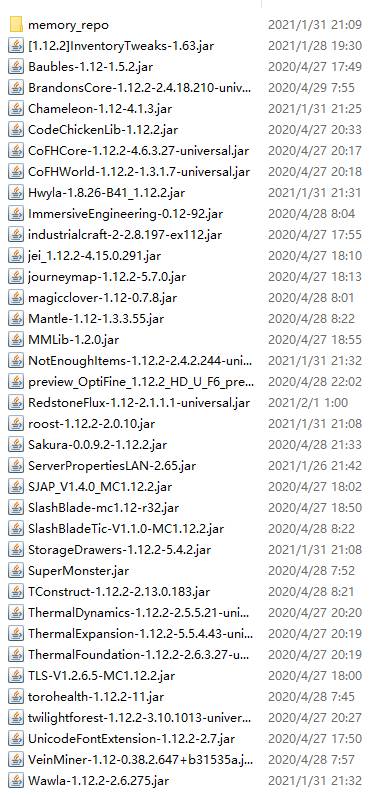 memory_repo 2021/1/31 21:09
[1.12.2]InventoryTweaks-1.63.jar 2021/1/28 19:30
Baubles-1.12-1.5.2.jar 2020/4/27 17:49
BrandonsCore-1.12.2-2.4.18.210-univ... 2020/4/29 7:55
Chameleon-1.12-4.1.3.jar 2021/1/31 21:25
CodeChickenLib-1.12.2.jar 2020/4/27 20:33
CoFHCore-1.12.2-4.6.3.27-universal.jar 2020/4/27 20:17
CoFHWorld-1.12.2-1.3.1.7-universal.jar 2020/4/27 20:18
Hwyla-1.8.26-B41_1.12.2.jar 2021/1/31 21:31
ImmersiveEngineering-0.12-92.jar 2020/4/28 8:04
industrialcraft-2-2.8.197-ex112.jar 2020/4/27 17:55
jei_1.12.2-4.15.0.291.jar 2020/4/27 18:10
journeymap-1.12.2-5.7.0.jar 2020/4/27 18:13
magicclover-1.12-0.7.8.jar 2020/4/28 8:01
Mantle-1.12-1.3.3.55.jar 2020/4/28 8:22
MMLib-1.2.0.jar 2020/4/27 18:55
NotEnoughItems-1.12.2-2.4.2.244-uni... 2021/1/31 21:32
preview_OptiFine_1.12.2_HD_U_F6_pre... 2020/4/28 22:02
RedstoneFlux-1.12-2.1.1.1-universal.jar 2021/2/1 1:00
roost-1.12.2-2.0.10.jar 2021/1/31 21:08
Sakura-0.0.9.2-1.12.2.jar 2020/4/28 21:33
ServerPropertiesLAN-2.65.jar 2021/1/26 21:42
SJAP_V1.4.0_MC1.12.2.jar 2020/4/27 18:02
SlashBlade-mc1.12-r32.jar 2020/4/27 18:50
SlashBladeTic-V1.1.0-MC1.12.2.jar 2020/4/28 8:22
StorageDrawers-1.12.2-5.4.2.jar 2021/1/31 21:08
SuperMonster.jar 2020/4/28 7:52
TConstruct-1.12.2-2.13.0.183.jar 2020/4/28 8:21
ThermalDynamics-1.12.2-2.5.5.21-uni... 2020/4/27 20:20
ThermalExpansion-1.12.2-5.5.4.43-uni... 2020/4/27 20:19
ThermalFoundation-1.12.2-2.6.3.27-u... 2020/4/27 20:19
TLS-V1.2.6.5-MC1.12.2.jar 2020/4/27 18:00
torohealth-1.12.2-11.jar 2020/4/28 7:45
twilightforest-1.12.2-3.10.1013-univer... 2020/4/27 20:27
UnicodeFontExtension-1.12.2-2.7.jar 2020/4/27 17:50
VeinMiner-1.12-0.38.2.647+b31535a.j... 2020/4/28 7:57
Wawla-1.12.2-2.6.275.jar 2021/1/31 21:32